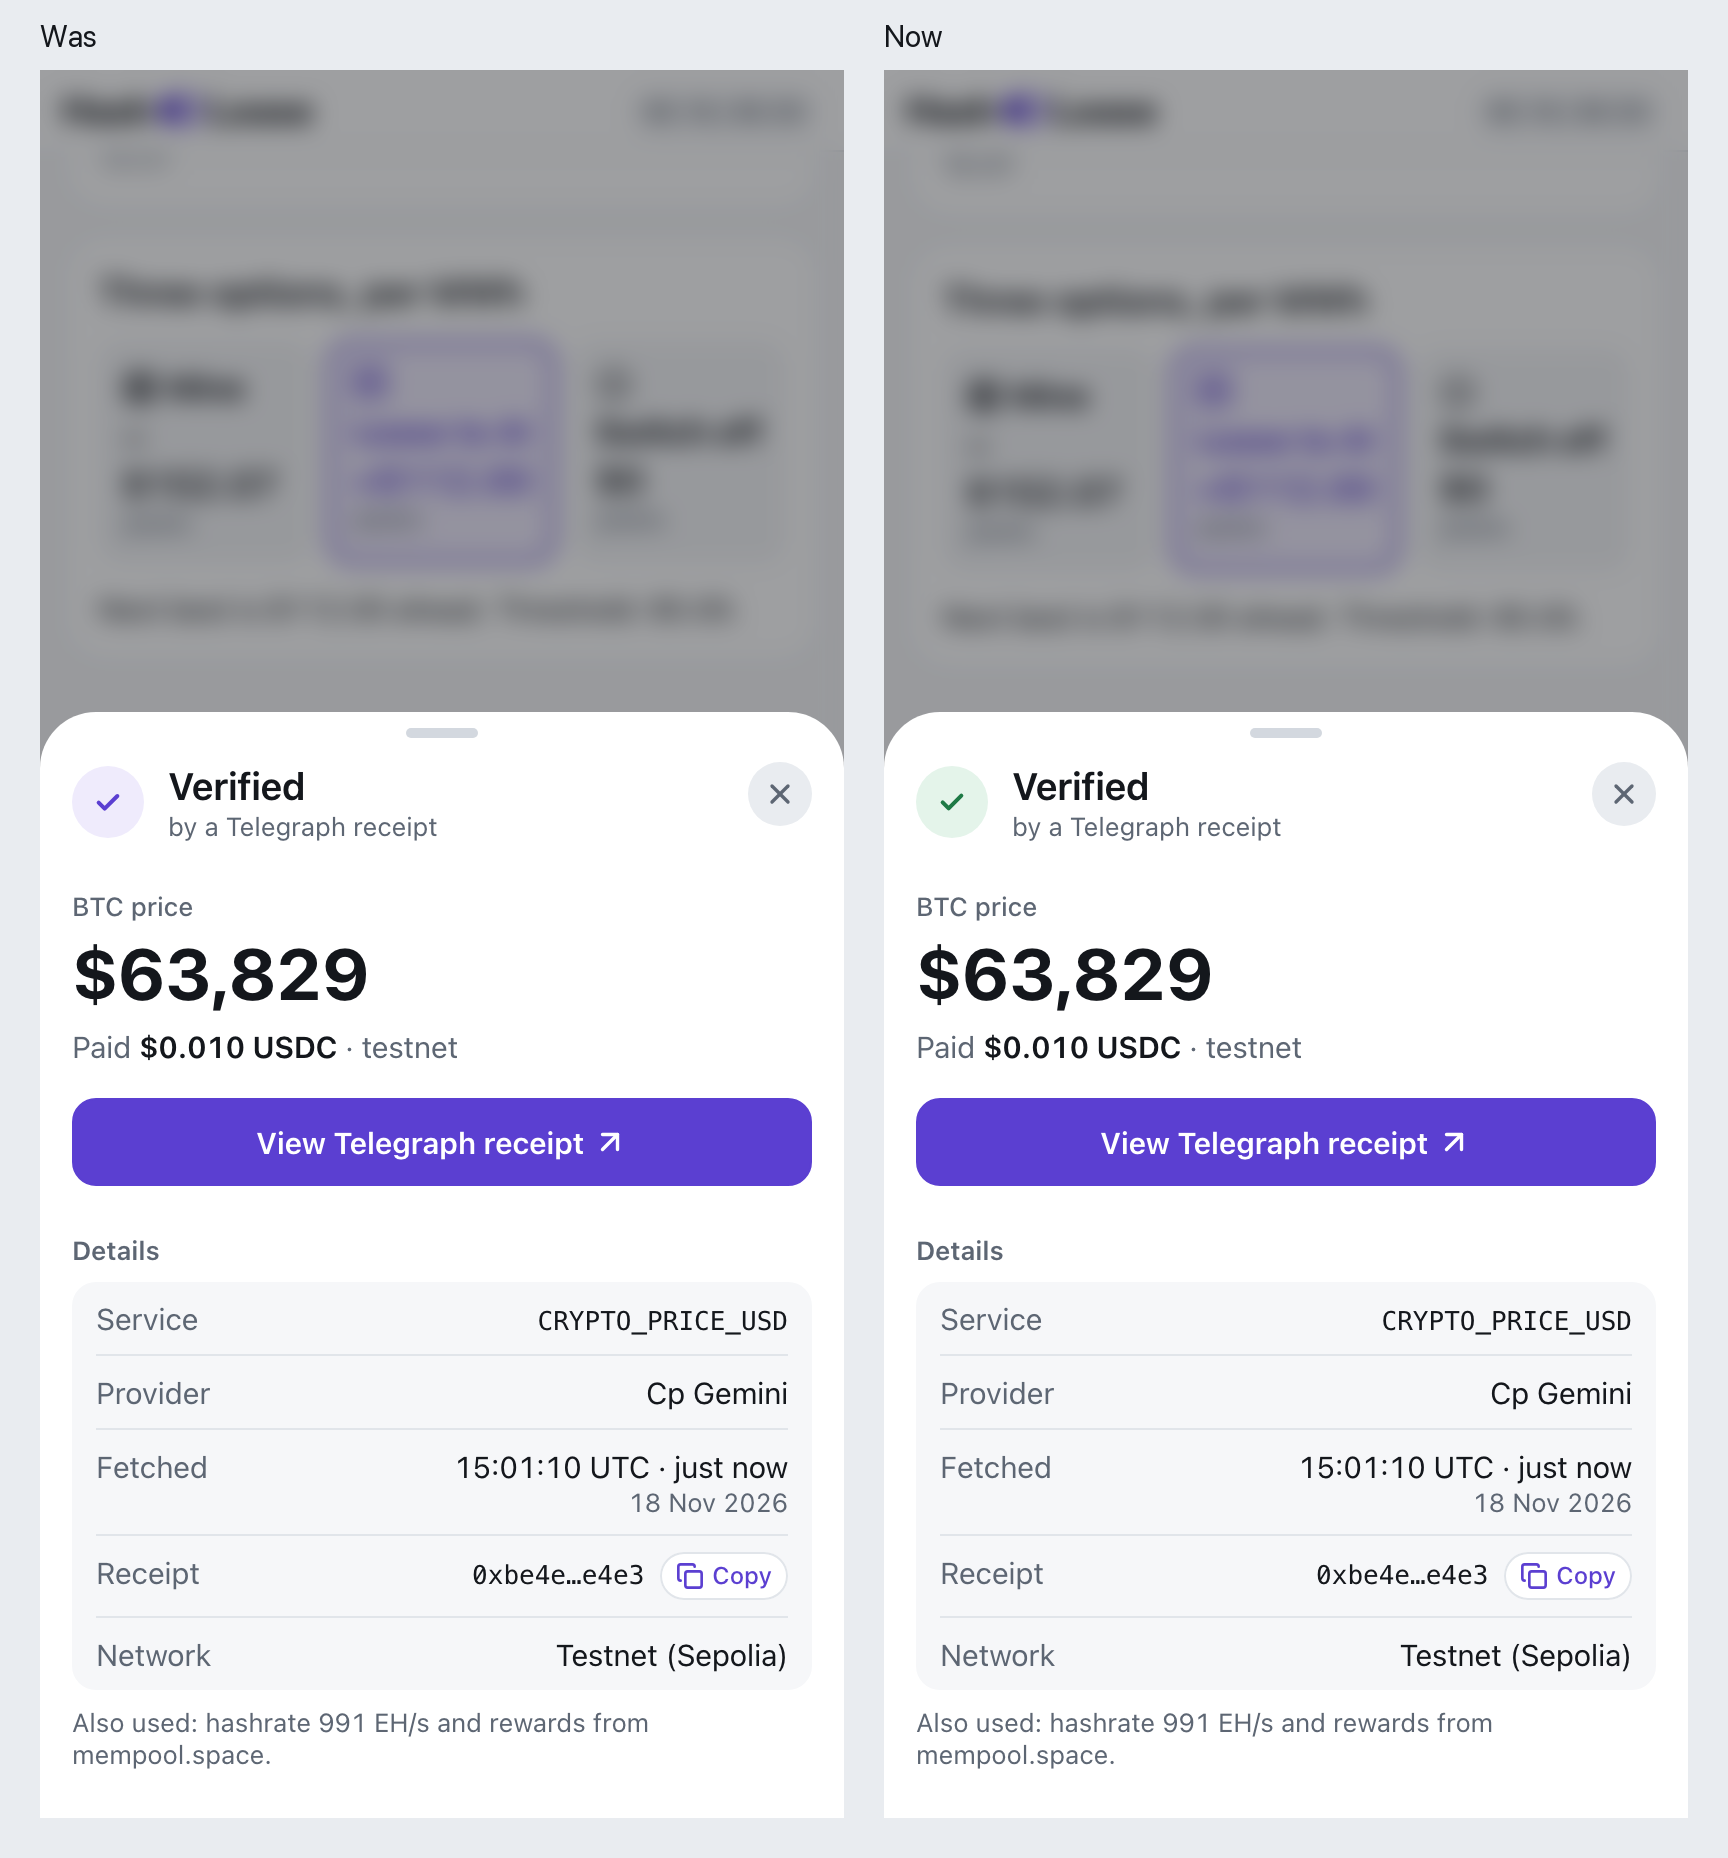 Was
Verified
by a Telegraph receipt
BTC price
$63,829
Paid $0.010 USDC · testnet
View Telegraph receipt
Details
Service CRYPTO_PRICE_USD
Provider Cp Gemini
Fetched 15:01:10 UTC · just now
18 Nov 2026
Receipt 0xbe4e…e4e3 Copy
Network Testnet (Sepolia)
Also used: hashrate 991 EH/s and rewards from
mempool.space.
Now
Verified
by a Telegraph receipt
BTC price
$63,829
Paid $0.010 USDC · testnet
View Telegraph receipt
Details
Service CRYPTO_PRICE_USD
Provider Cp Gemini
Fetched 15:01:10 UTC · just now
18 Nov 2026
Receipt 0xbe4e…e4e3 Copy
Network Testnet (Sepolia)
Also used: hashrate 991 EH/s and rewards from
mempool.space.